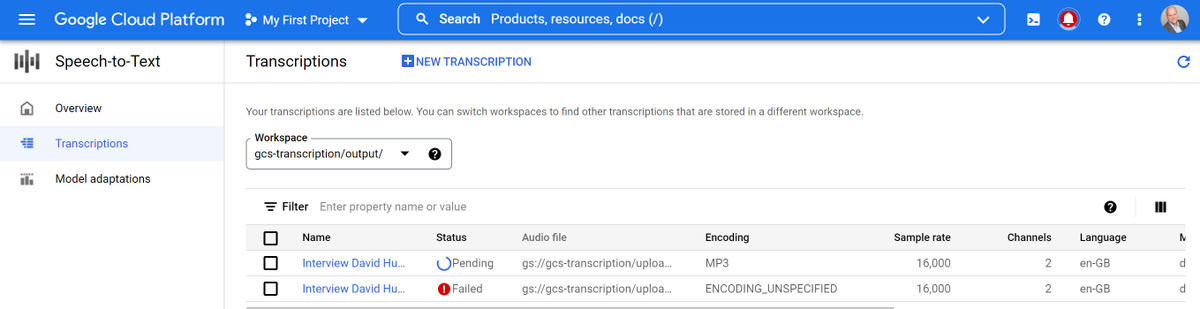 Google Cloud Platform My First Project Search Products, resources, docs (/)
Speech-to-Text Transcriptions NEW TRANSCRIPTION
Overview
Transcriptions
Model adaptations
Your transcriptions are listed below. You can switch workspaces to find other transcriptions that are stored in a different workspace.
Workspace
gcs-transcription/output/
Filter Enter property name or value
Name Status Audio file Encoding Sample rate Channels Language M
Interview David Hu... Pending gs://gcs-transcription/uploa... MP3 16,000 2 en-GB d
Interview David Hu... Failed gs://gcs-transcription/uploa... ENCODING_UNSPECIFIED 16,000 2 en-GB d